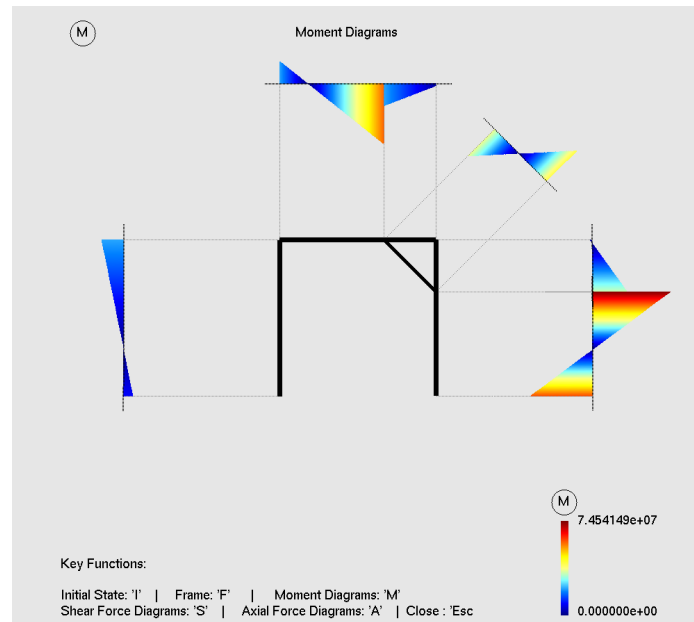 M
Moment Diagrams
M
7.454149e+07
0.000000e+00
Key Functions:
Initial State: 'I' | Frame: 'F' | Moment Diagrams: 'M'
Shear Force Diagrams: 'S' | Axial Force Diagrams: 'A' | Close : 'Esc